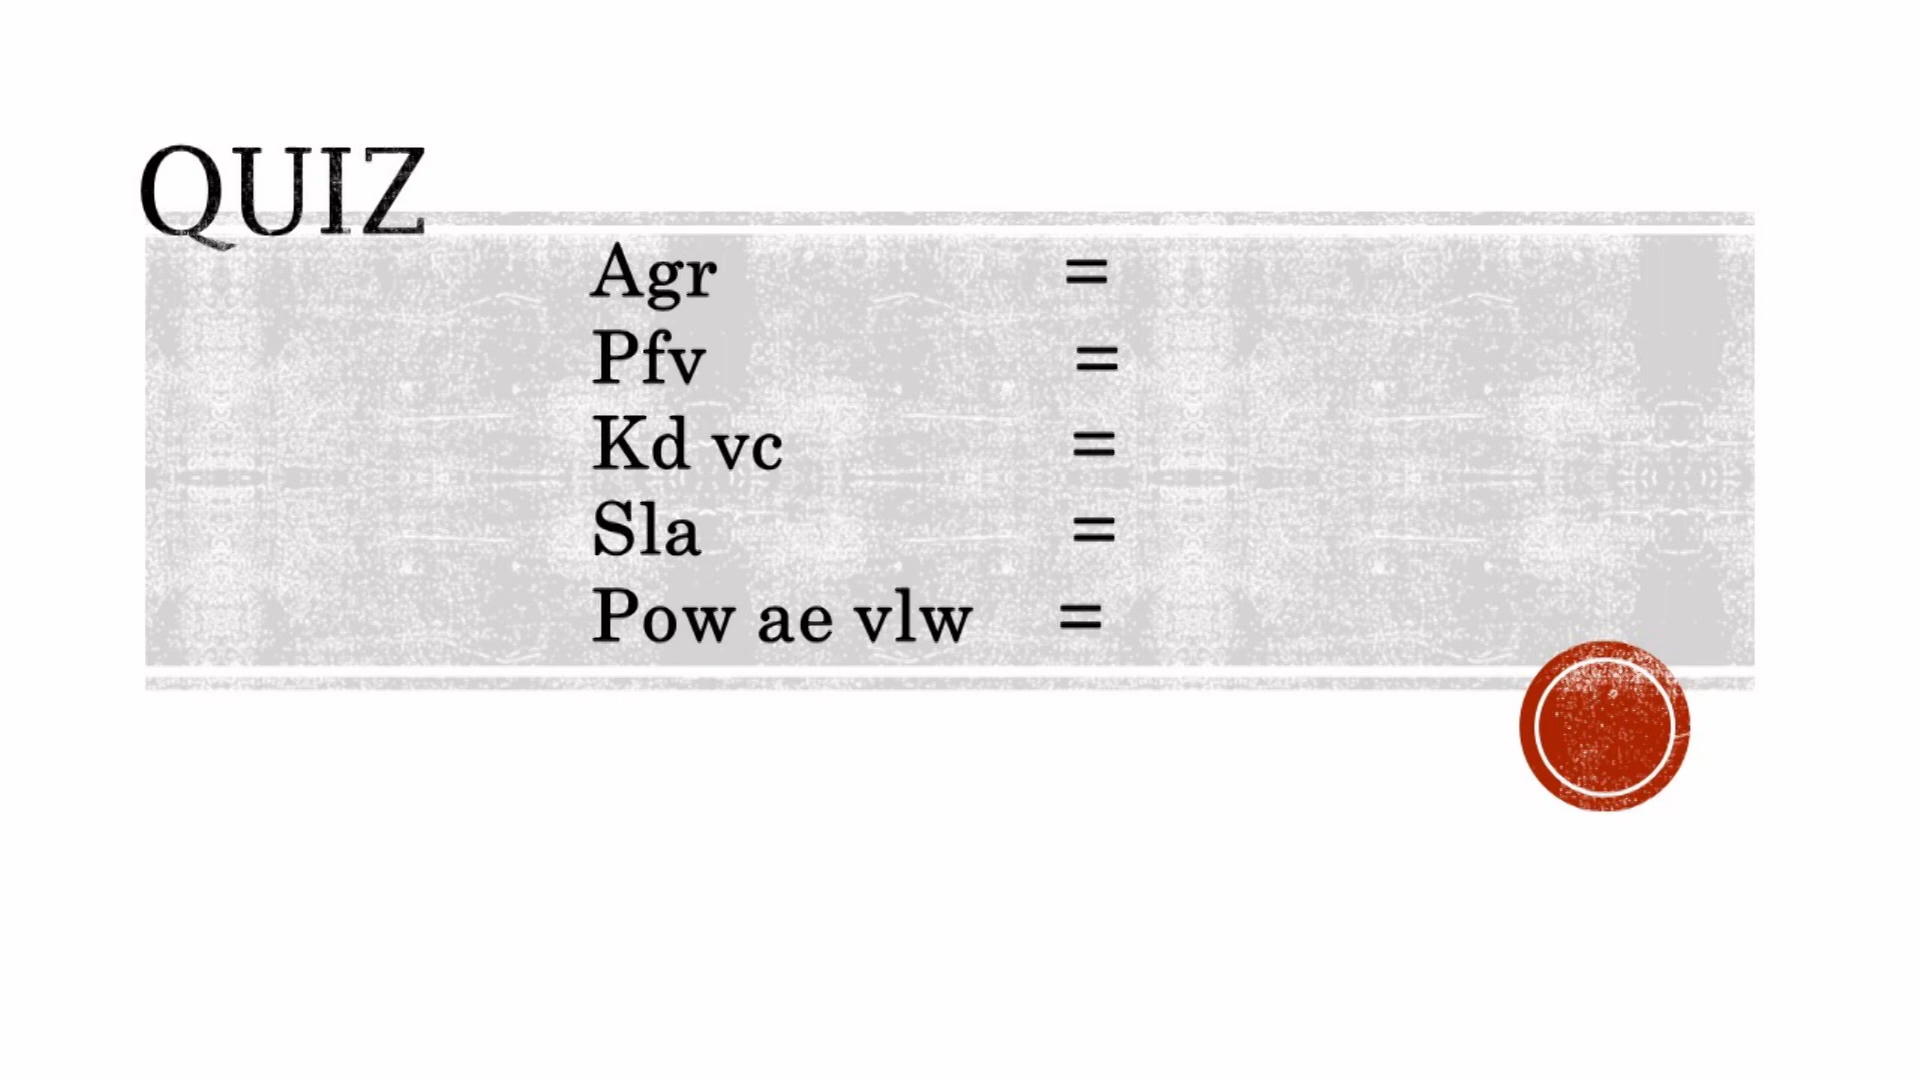 QUIZ
Agr =
Pfv =
Kd vc =
Sla =
Pow ae vlw =